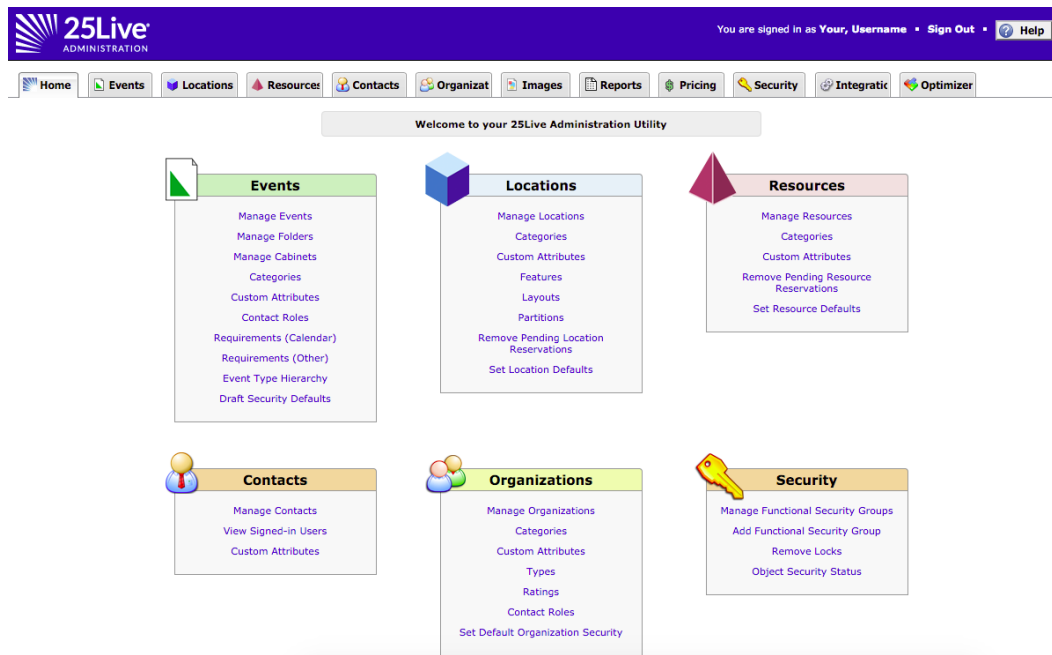 25Live®
ADMINISTRATION
You are signed in as Your, Username ▪ Sign Out ▪ Help
Home Events Locations Resources Contacts Organizat Images Reports Pricing Security Integratic Optimizer
Welcome to your 25Live Administration Utility
Events
Manage Events
Manage Folders
Manage Cabinets
Categories
Custom Attributes
Contact Roles
Requirements (Calendar)
Requirements (Other)
Event Type Hierarchy
Draft Security Defaults
Locations
Manage Locations
Categories
Custom Attributes
Features
Layouts
Partitions
Remove Pending Location
Reservations
Set Location Defaults
Resources
Manage Resources
Categories
Custom Attributes
Remove Pending Resource
Reservations
Set Resource Defaults
Contacts
Manage Contacts
View Signed-in Users
Custom Attributes
Organizations
Manage Organizations
Categories
Custom Attributes
Types
Ratings
Contact Roles
Set Default Organization Security
Security
Manage Functional Security Groups
Add Functional Security Group
Remove Locks
Object Security Status